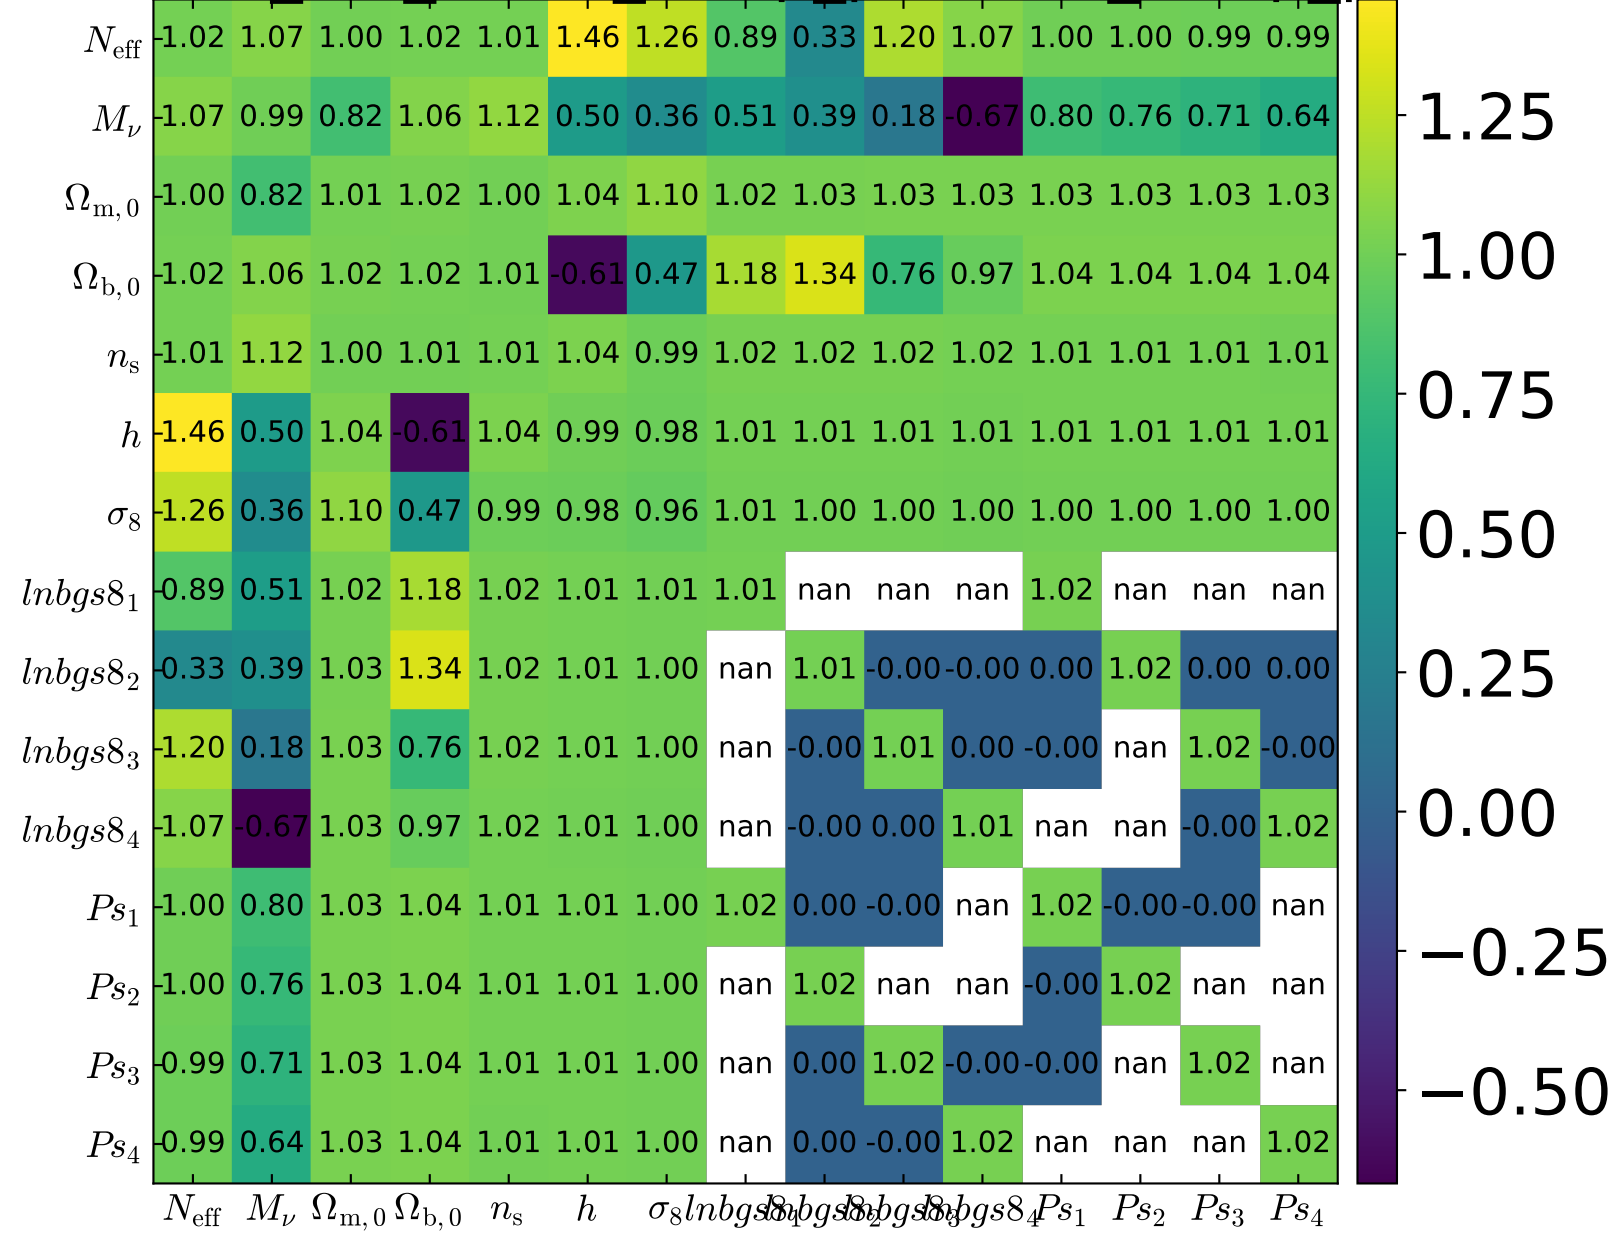 N_eff 1.02 1.07 1.00 1.02 1.01 1.46 1.26 0.89 0.33 1.20 1.07 1.00 1.00 0.99 0.99
M_ν 1.07 0.99 0.82 1.06 1.12 0.50 0.36 0.51 0.39 0.18 -0.67 0.80 0.76 0.71 0.64
Ω_m,0 1.00 0.82 1.01 1.02 1.00 1.04 1.10 1.02 1.03 1.03 1.03 1.03 1.03 1.03 1.03
Ω_b,0 1.02 1.06 1.02 1.02 1.01 -0.61 0.47 1.18 1.34 0.76 0.97 1.04 1.04 1.04 1.04
n_s 1.01 1.12 1.00 1.01 1.01 1.04 0.99 1.02 1.02 1.02 1.02 1.01 1.01 1.01 1.01
h 1.46 0.50 1.04 -0.61 1.04 0.99 0.98 1.01 1.01 1.01 1.01 1.01 1.01 1.01 1.01
σ_8 1.26 0.36 1.10 0.47 0.99 0.98 0.96 1.01 1.00 1.00 1.00 1.00 1.00 1.00 1.00
lnbgs8_1 0.89 0.51 1.02 1.18 1.02 1.01 1.01 1.01 nan nan nan 1.02 nan nan nan
lnbgs8_2 0.33 0.39 1.03 1.34 1.02 1.01 1.00 nan 1.01 -0.00 -0.00 0.00 1.02 0.00 0.00
lnbgs8_3 1.20 0.18 1.03 0.76 1.02 1.01 1.00 nan -0.00 1.01 0.00 -0.00 nan 1.02 -0.00
lnbgs8_4 1.07 -0.67 1.03 0.97 1.02 1.01 1.00 nan -0.00 0.00 1.01 nan nan -0.00 1.02
Ps_1 1.00 0.80 1.03 1.04 1.01 1.01 1.00 1.02 0.00 -0.00 nan 1.02 -0.00 -0.00 nan
Ps_2 1.00 0.76 1.03 1.04 1.01 1.01 1.00 nan 1.02 nan nan -0.00 1.02 nan nan
Ps_3 0.99 0.71 1.03 1.04 1.01 1.01 1.00 nan 0.00 1.02 -0.00 -0.00 nan 1.02 nan
Ps_4 0.99 0.64 1.03 1.04 1.01 1.01 1.00 nan 0.00 -0.00 1.02 nan nan nan 1.02
N_eff M_ν Ω_m,0 Ω_b,0 n_s h σ_8 lnbgs8_1 lnbgs8_2 lnbgs8_3 lnbgs8_4 Ps_1 Ps_2 Ps_3 Ps_4
1.25
1.00
0.75
0.50
0.25
0.00
−0.25
−0.50